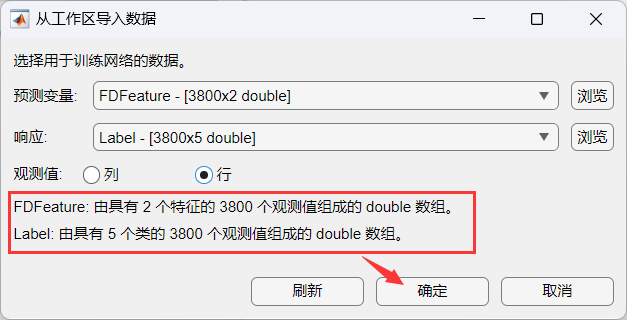 从工作区导入数据
选择用于训练网络的数据。
预测变量: FDFeature - [3800x2 double] 浏览
响应: Label - [3800x5 double] 浏览
观测值: 列 行
FDFeature: 由具有 2 个特征的 3800 个观测值组成的 double 数组。
Label: 由具有 5 个类的 3800 个观测值组成的 double 数组。
刷新 确定 取消